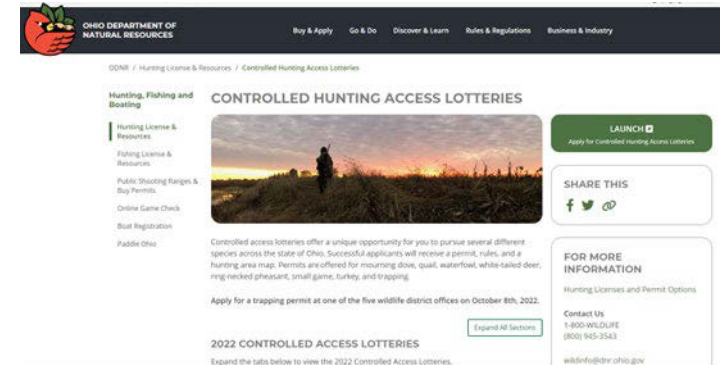 OHIO DEPARTMENT OF
NATURAL RESOURCES
Buy & Apply Go & Do Discover & Learn Rules & Regulations Business & Industry
ODNR / Hunting License & Resources / Controlled Hunting Access Lotteries
Hunting, Fishing and
Boating
Hunting License &
Resources
Fishing License &
Resources
Public Shooting Ranges &
Buy Permits
Online Game Check
Boat Registration
Paddle Ohio
CONTROLLED HUNTING ACCESS LOTTERIES
Controlled access lotteries offer a unique opportunity for you to pursue several different
species across the state of Ohio. Successful applicants will receive a permit, rules, and a
hunting area map. Permits are offered for mourning dove, quail, waterfowl, white-tailed deer,
ring-necked pheasant, small game, turkey, and trapping.
Apply for a trapping permit at one of the five wildlife district offices on October 8th, 2022.
Expand All Sections
2022 CONTROLLED ACCESS LOTTERIES
Expand the tabs below to view the 2022 Controlled Access Lotteries.
LAUNCH
Apply for Controlled Hunting Access Lotteries
SHARE THIS
FOR MORE
INFORMATION
Hunting Licenses and Permit Options
Contact Us
1-800-WILDLIFE
(800) 945-3543
wildinfo@dnr.ohio.gov